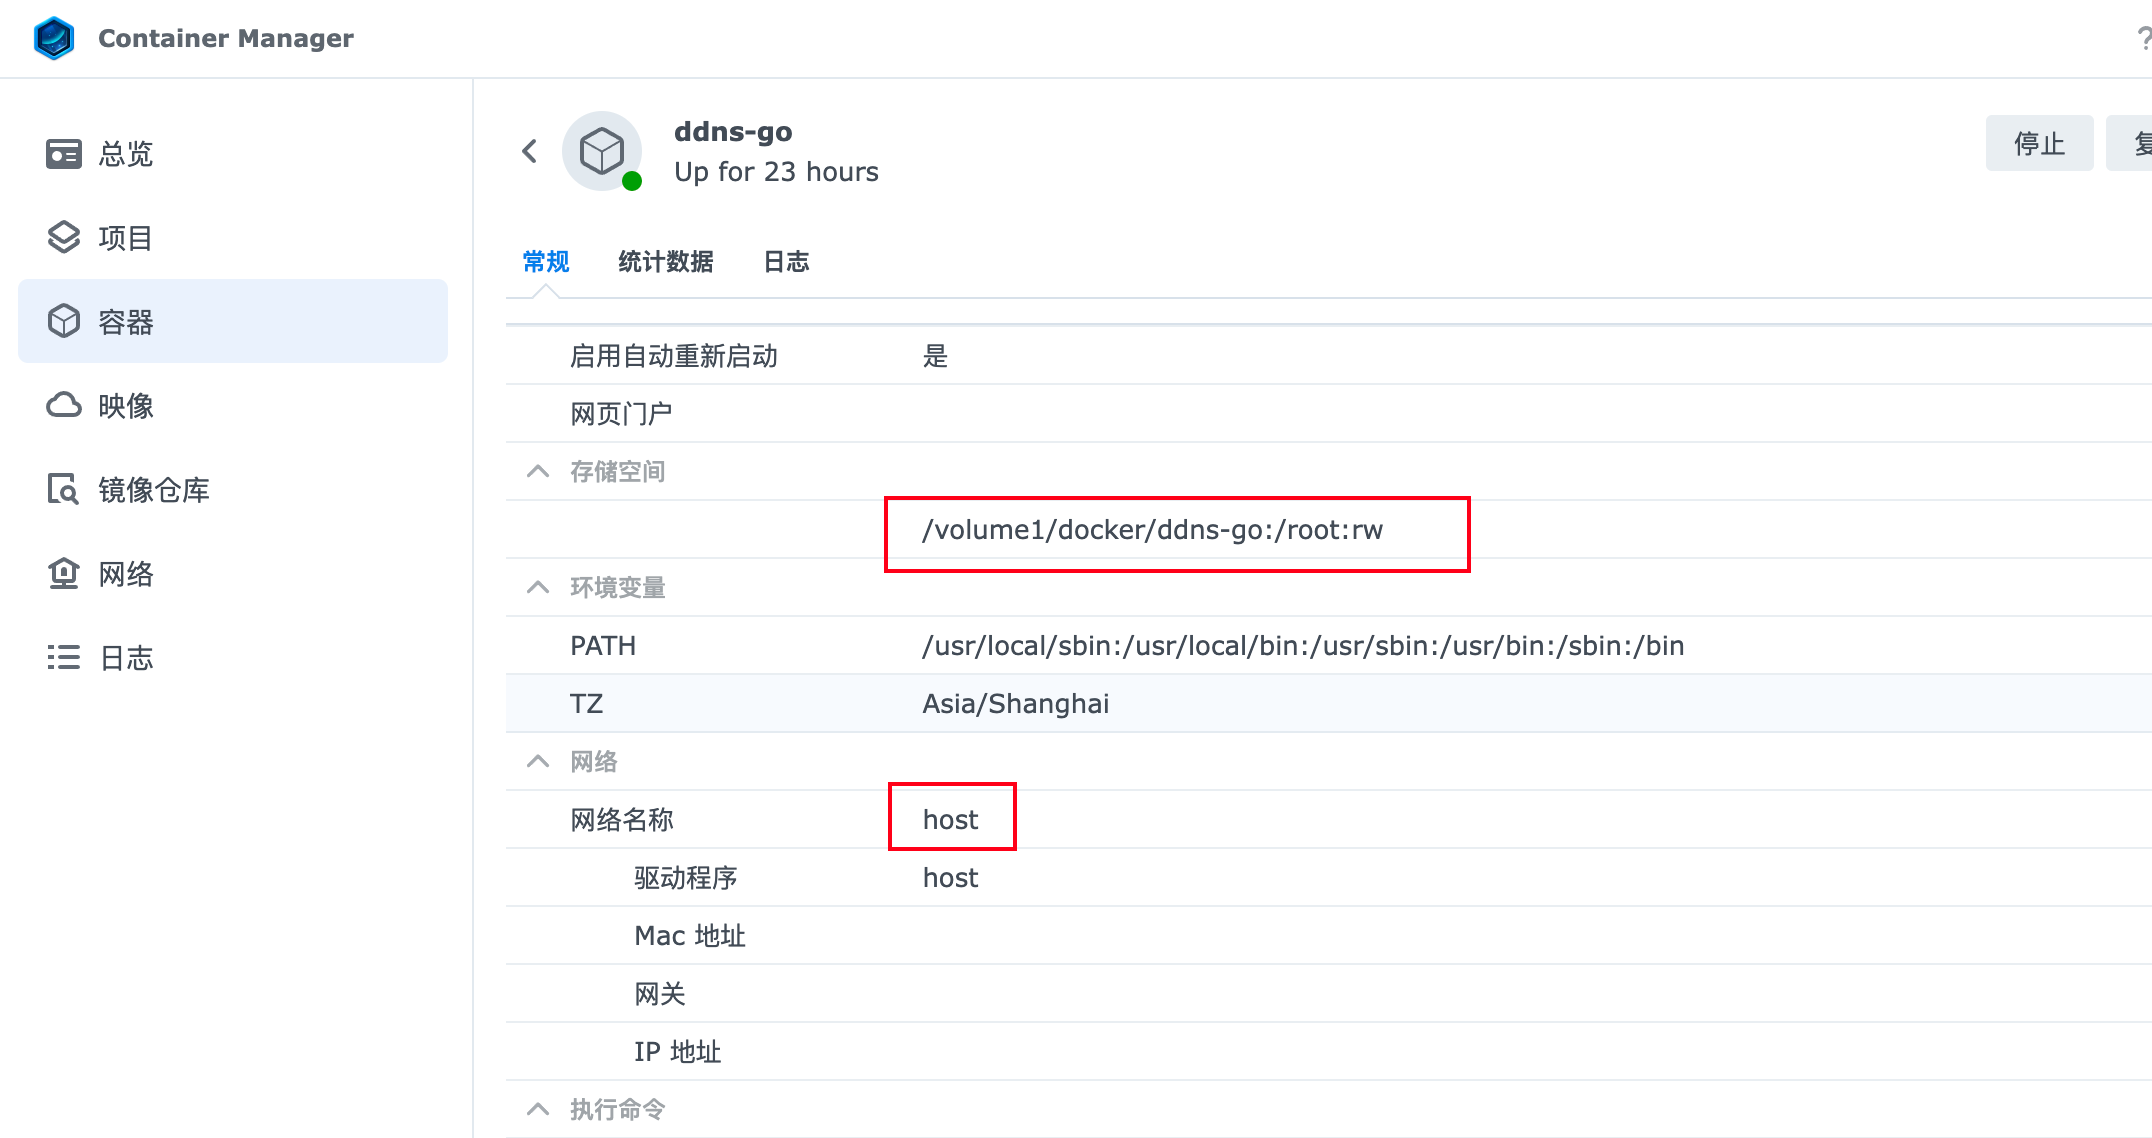 Container Manager
?
总览
项目
容器
映像
镜像仓库
网络
日志
ddns-go
Up for 23 hours
停止
常规 统计数据 日志
启用自动重新启动 是
网页门户
存储空间
/volume1/docker/ddns-go:/root:rw
环境变量
PATH /usr/local/sbin:/usr/local/bin:/usr/sbin:/usr/bin:/sbin:/bin
TZ Asia/Shanghai
网络
网络名称 host
驱动程序 host
Mac 地址
网关
IP 地址
执行命令